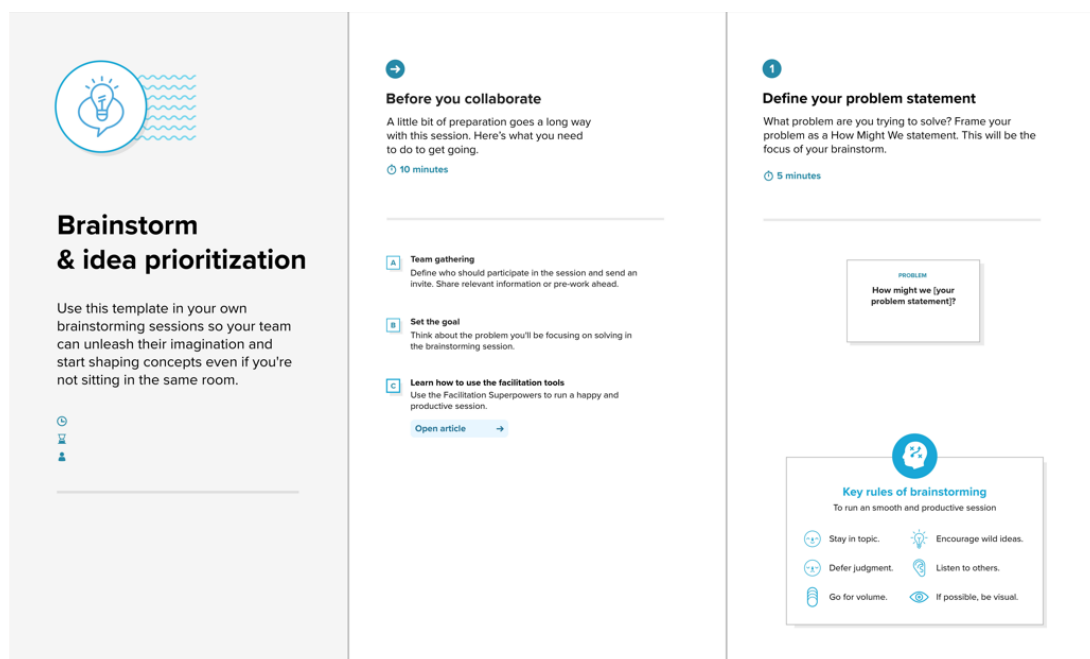 Brainstorm
& idea prioritization
Use this template in your own
brainstorming sessions so your team
can unleash their imagination and
start shaping concepts even if you're
not sitting in the same room.
Before you collaborate
A little bit of preparation goes a long way
with this session. Here's what you need
to do to get going.
10 minutes
A
Team gathering
Define who should participate in the session and send an
invite. Share relevant information or pre-work ahead.
B
Set the goal
Think about the problem you'll be focusing on solving in
the brainstorming session.
C
Learn how to use the facilitation tools
Use the Facilitation Superpowers to run a happy and
productive session.
Open article
1
Define your problem statement
What problem are you trying to solve? Frame your
problem as a How Might We statement. This will be the
focus of your brainstorm.
5 minutes
PROBLEM
How might we [your
problem statement]?
Key rules of brainstorming
To run an smooth and productive session
Stay in topic.
Encourage wild ideas.
Defer judgment.
Listen to others.
Go for volume.
If possible, be visual.